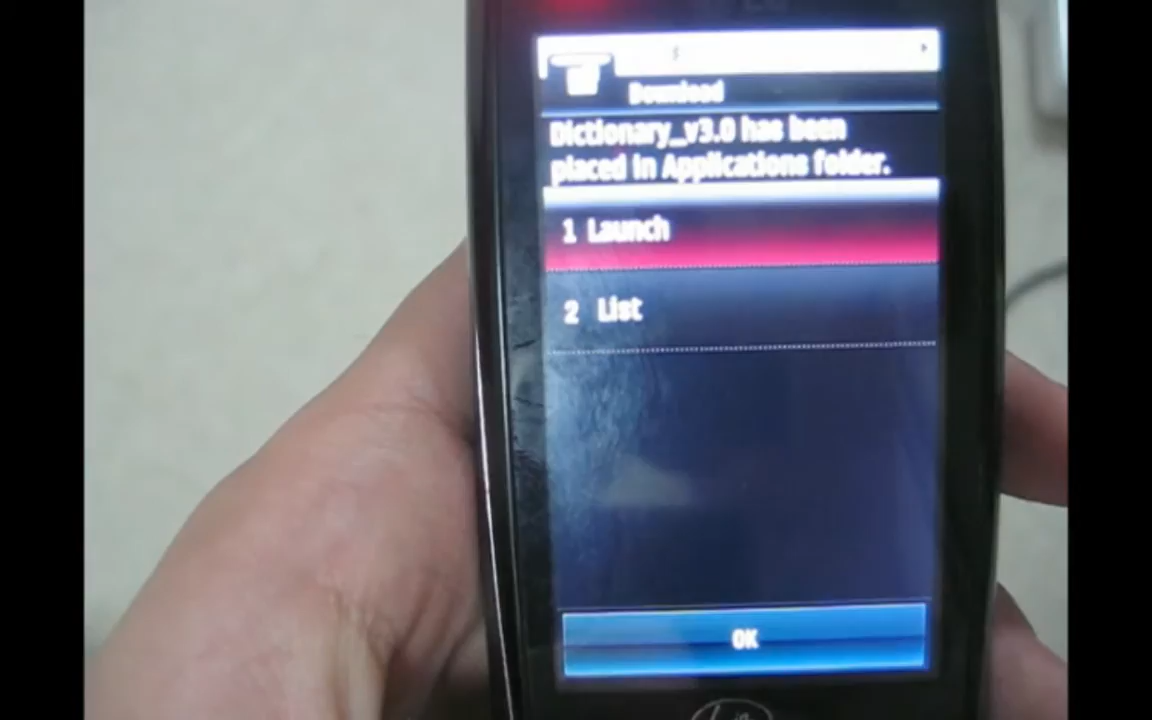 Download
Dictionary_v3.0 has been
placed in Applications folder.
1 Launch
2 List
OK